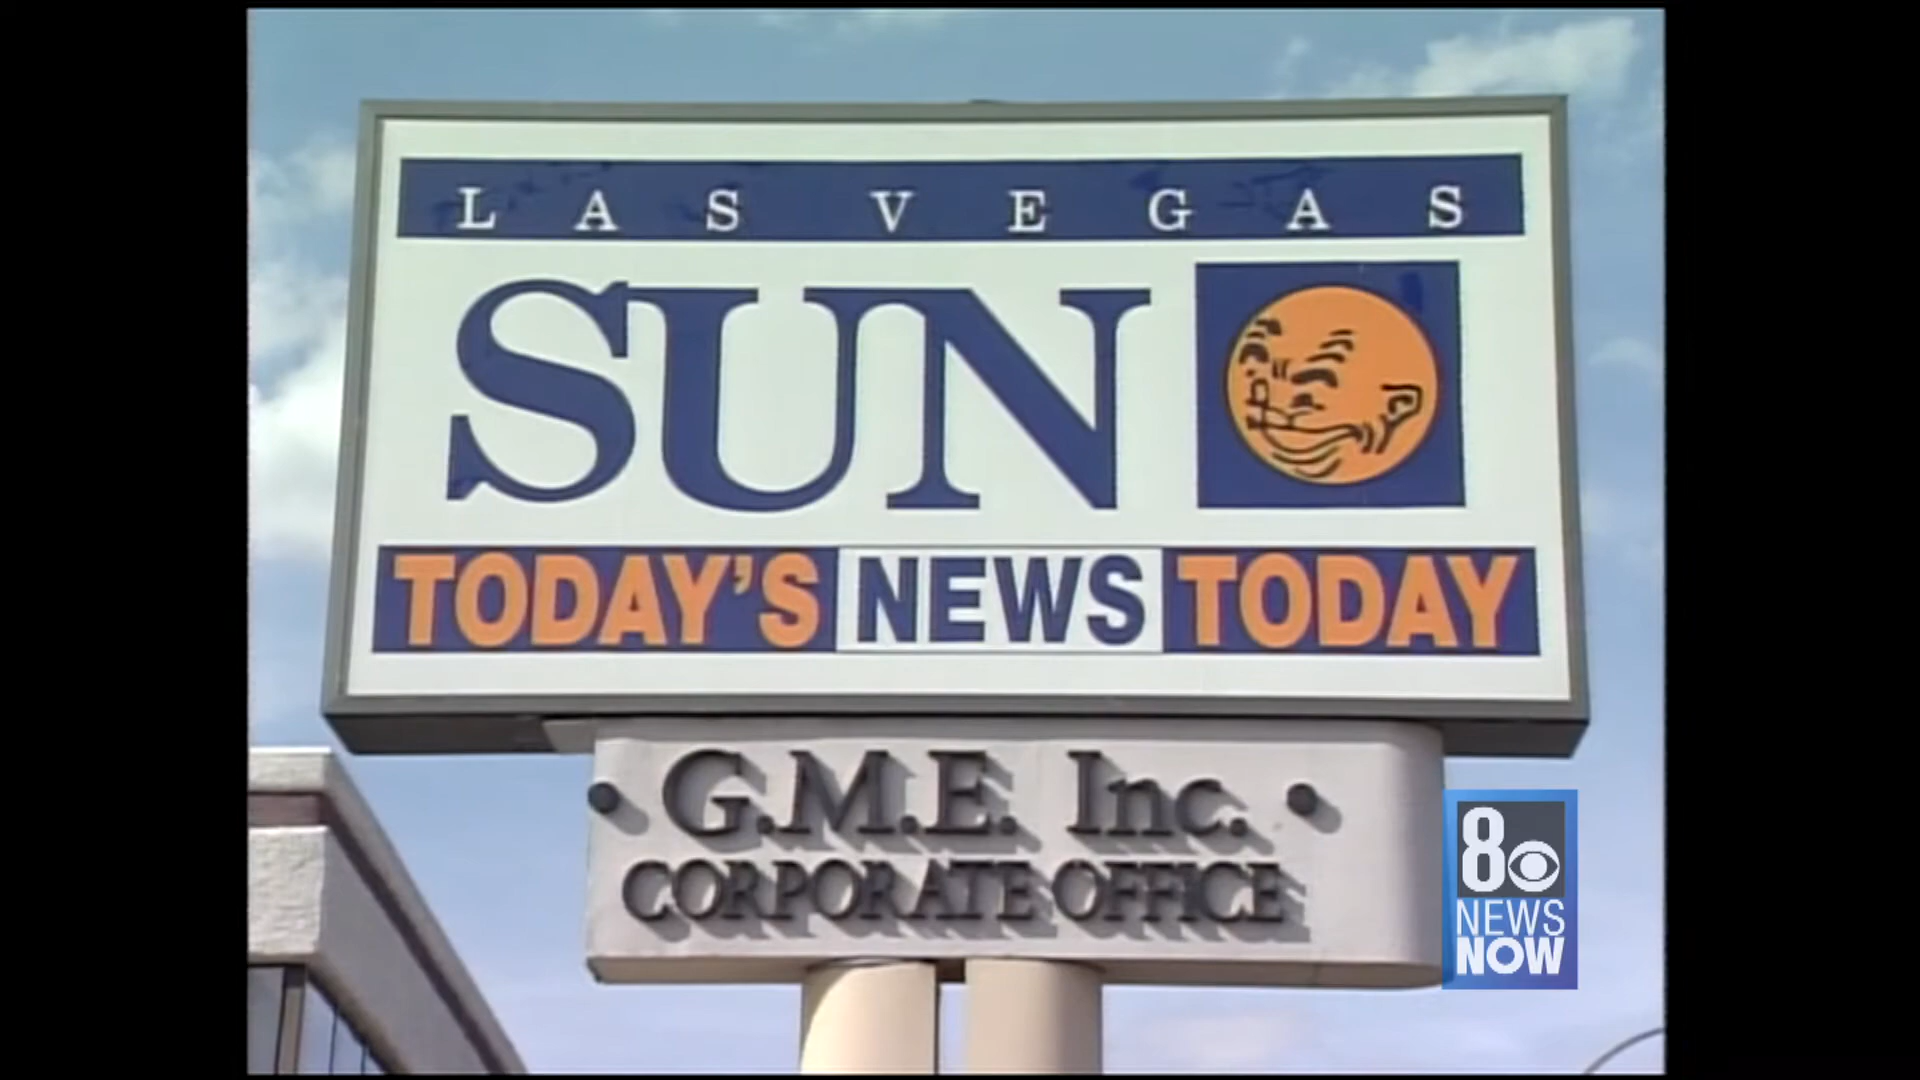 LAS VEGAS
SUN
TODAY'S NEWS TODAY
• G.M.E. Inc. •
CORPORATE OFFICE
8
NEWS
NOW